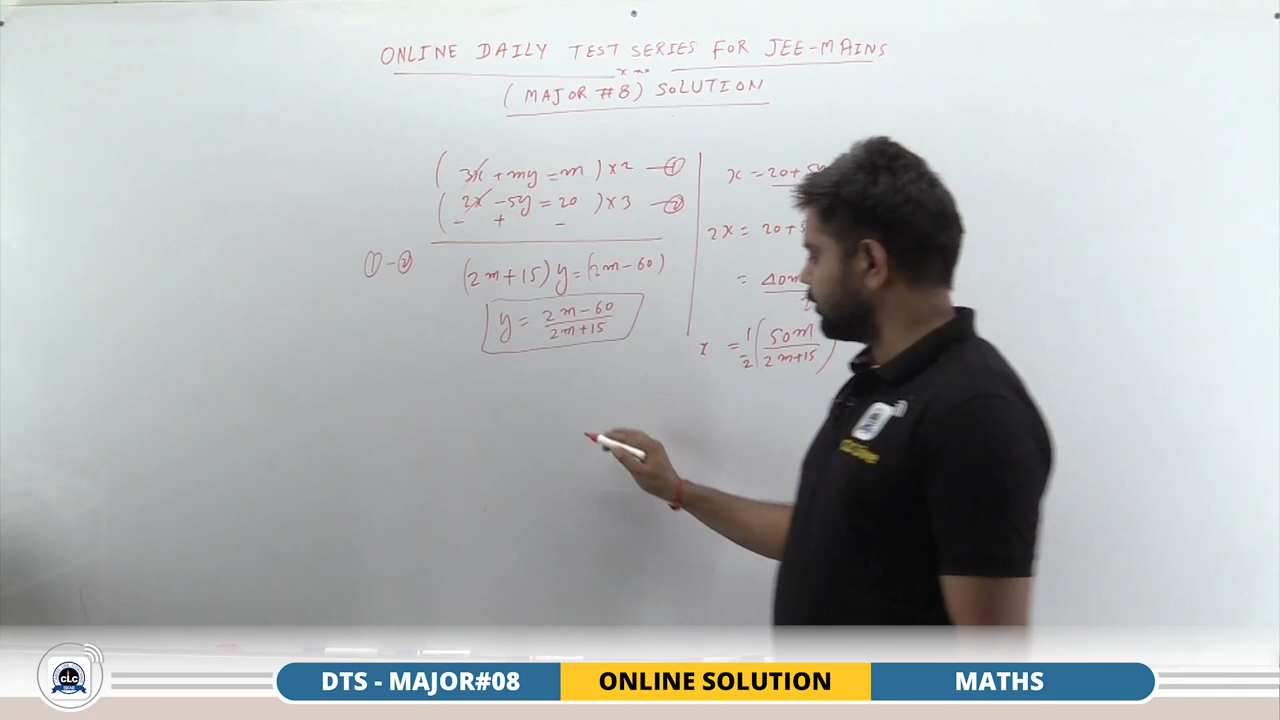 ONLINE DAILY TEST SERIES FOR JEE-MAINS
(MAJOR #8) SOLUTION
(3x + my = m) × 2 — ①
(2x - 5y = 20) × 3 — ②
- + -
① - ②
(2m+15) y = (2m-60)
y = 2m-60 / 2m+15
x = 20+5y
2x = 20+5
= 40m
x = 1/2 (50m / 2m+15)
CLC
SIKAR
DTS - MAJOR#08
ONLINE SOLUTION
MATHS